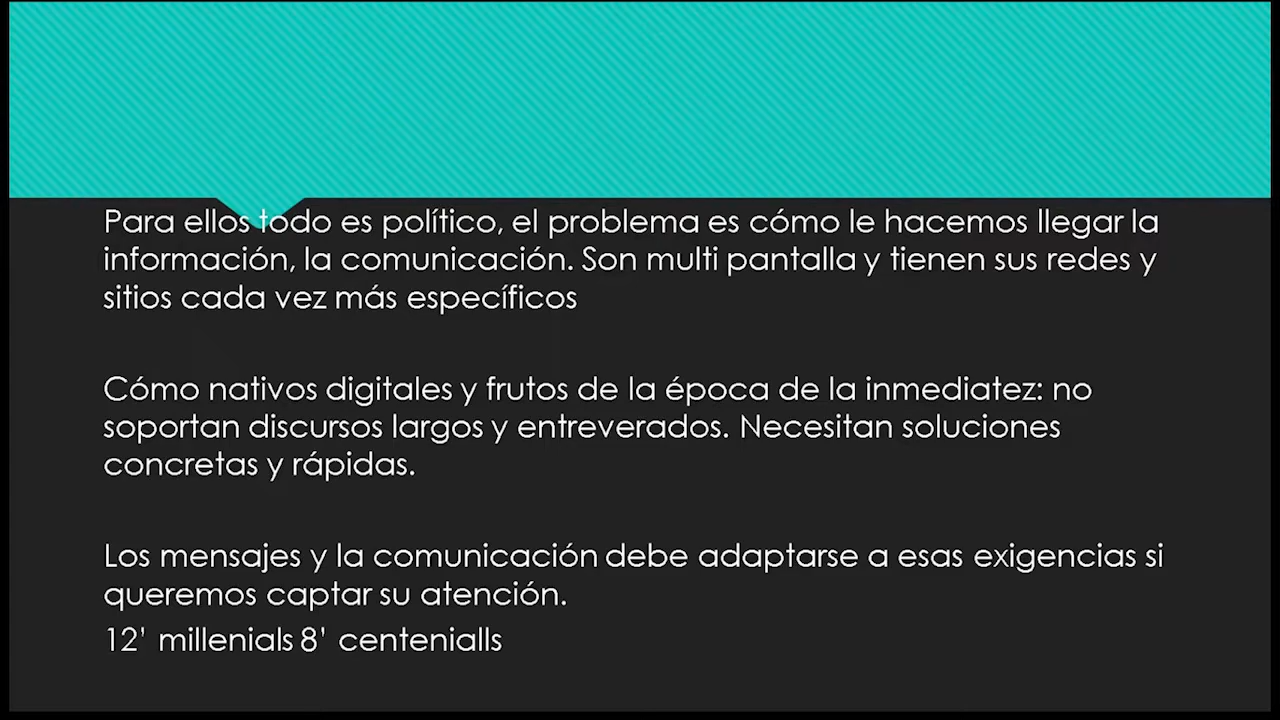 Para ellos todo es político, el problema es cómo le hacemos llegar la
información, la comunicación. Son multi pantalla y tienen sus redes y
sitios cada vez más específicos
Cómo nativos digitales y frutos de la época de la inmediatez: no
soportan discursos largos y entreverados. Necesitan soluciones
concretas y rápidas.
Los mensajes y la comunicación debe adaptarse a esas exigencias si
queremos captar su atención.
12' millenials 8' centenialls